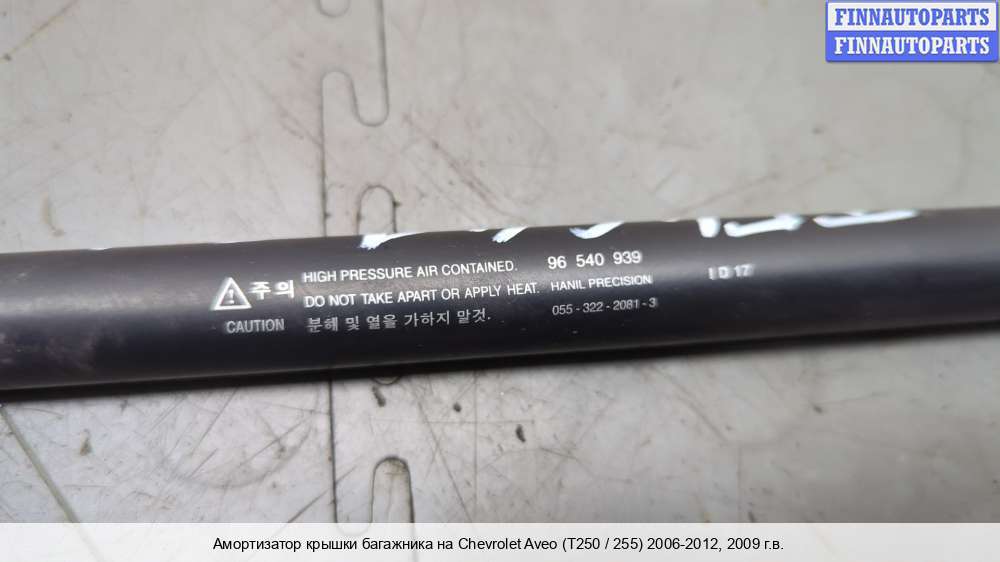 FINNAUTOPARTS
FINNAUTOPARTS
주의
CAUTION
HIGH PRESSURE AIR CONTAINED.
DO NOT TAKE APART OR APPLY HEAT.
분해 및 열을 가하지 말것.
96 540 939
HANIL PRECISION
055-322-2081-3
I D 17
Амортизатор крышки багажника на Chevrolet Aveo (T250 / 255) 2006-2012, 2009 г.в.